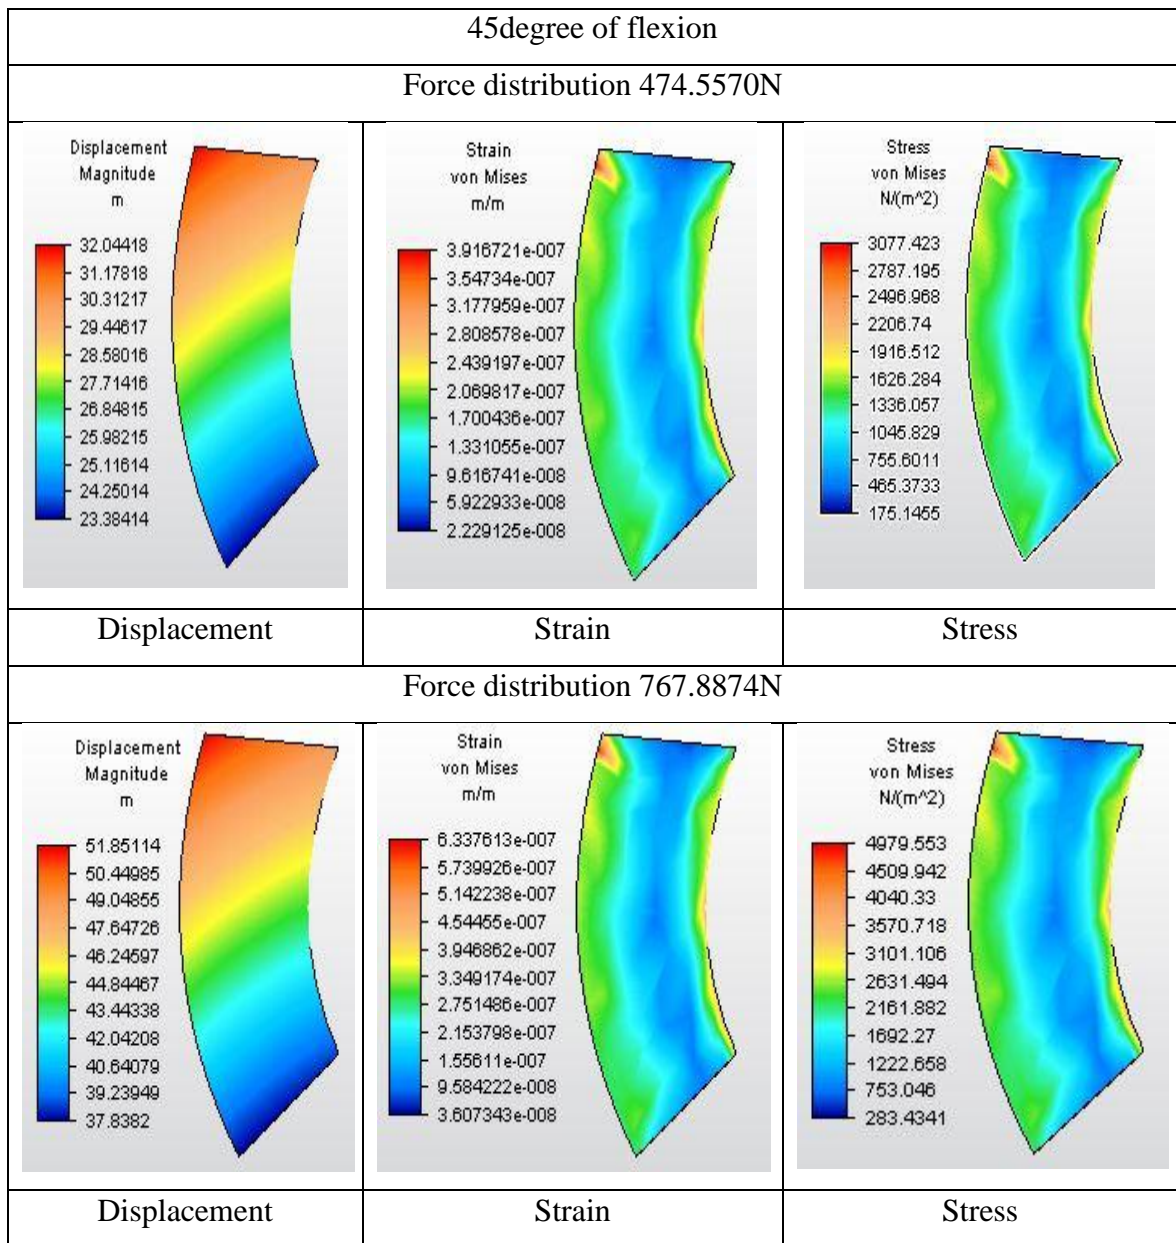 45degree of flexion
Force distribution 474.5570N
Displacement
Magnitude
m
32.04418
31.17818
30.31217
29.44617
28.58016
27.71416
26.84815
25.98215
25.11614
24.25014
23.38414
Strain
von Mises
m/m
3.916721e-007
3.54734e-007
3.177959e-007
2.808578e-007
2.439197e-007
2.069817e-007
1.700436e-007
1.331055e-007
9.616741e-008
5.922933e-008
2.229125e-008
Stress
von Mises
N/(m^2)
3077.423
2787.195
2496.968
2206.74
1916.512
1626.284
1336.057
1045.829
755.6011
465.3733
175.1455
Displacement
Strain
Stress
Force distribution 767.8874N
Displacement
Magnitude
m
51.85114
50.44985
49.04855
47.64726
46.24597
44.84467
43.44338
42.04208
40.64079
39.23949
37.8382
Strain
von Mises
m/m
6.337613e-007
5.739926e-007
5.142238e-007
4.54455e-007
3.946862e-007
3.349174e-007
2.751486e-007
2.153798e-007
1.55611e-007
9.584222e-008
3.607343e-008
Stress
von Mises
N/(m^2)
4979.553
4509.942
4040.33
3570.718
3101.106
2631.494
2161.882
1692.27
1222.658
753.046
283.4341
Displacement
Strain
Stress